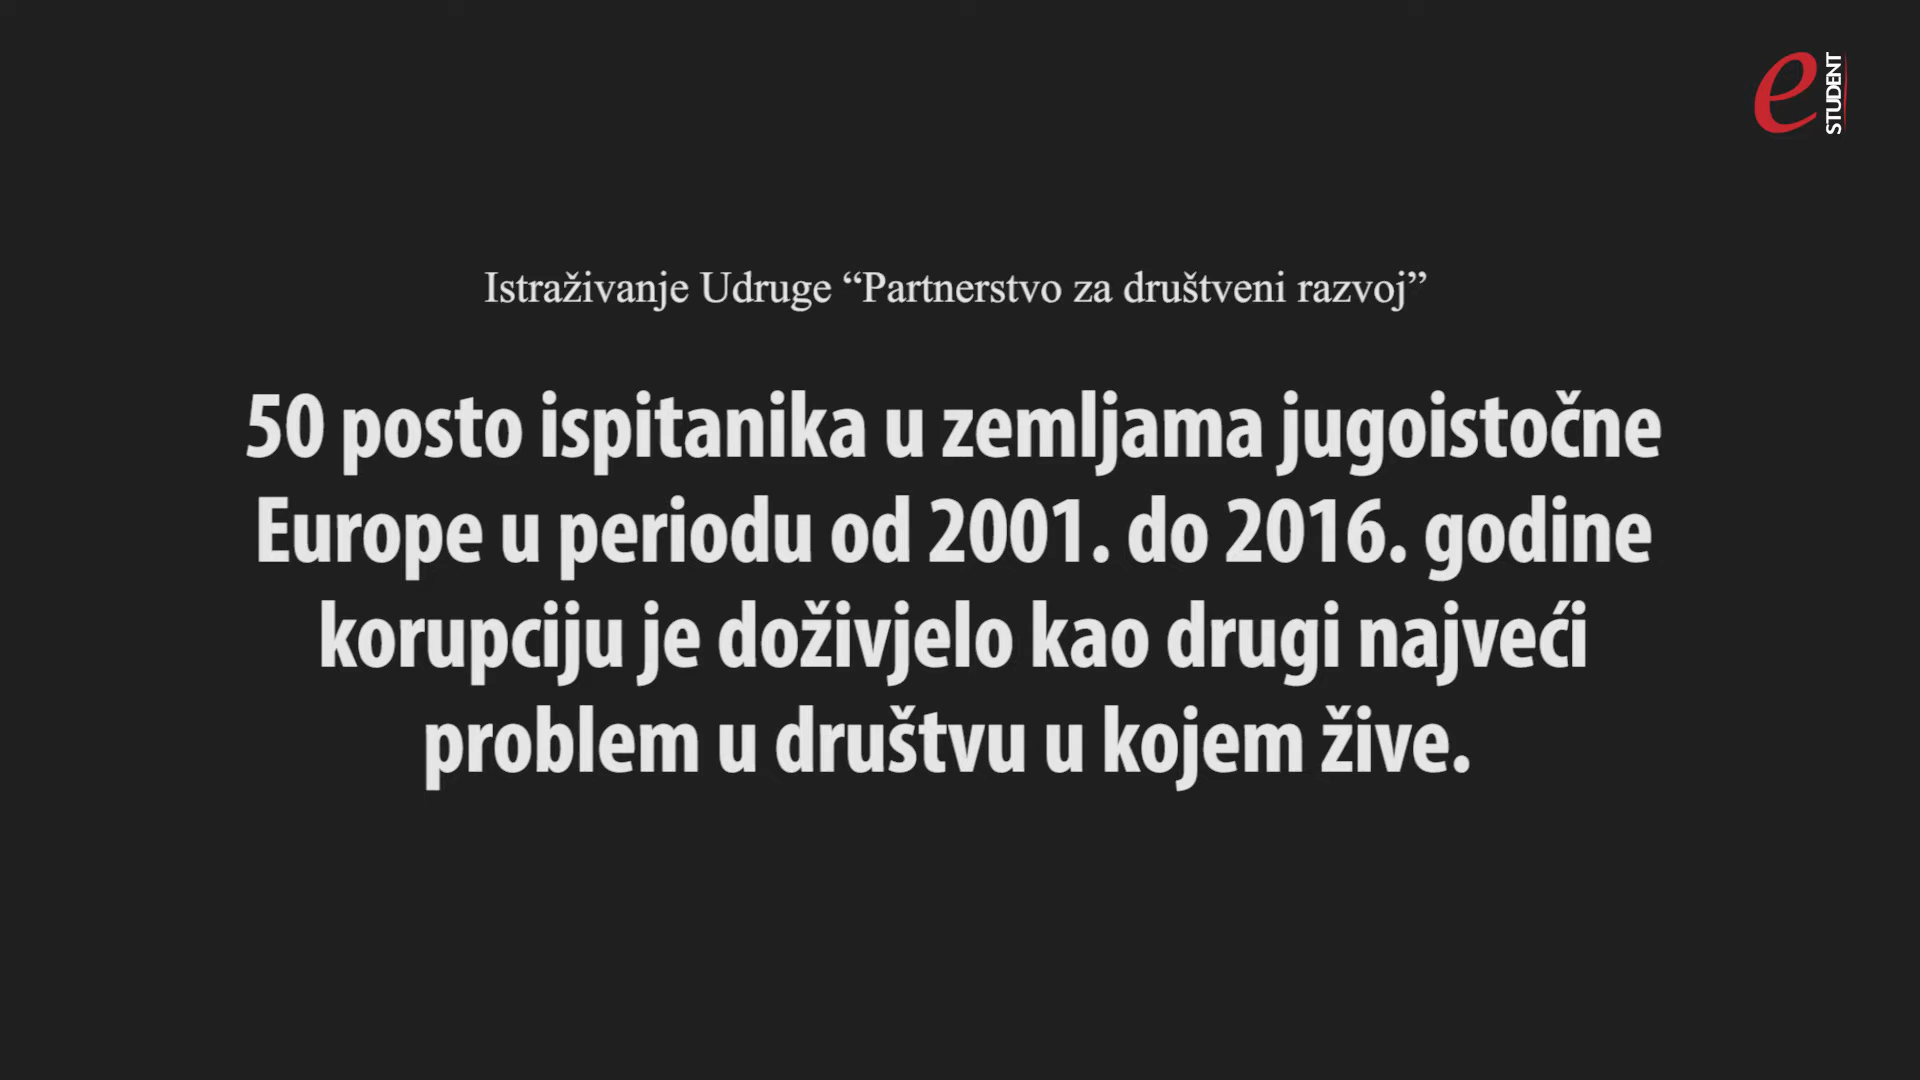 e STUDENT
Istraživanje Udruge “Partnerstvo za društveni razvoj”
50 posto ispitanika u zemljama jugoistočne
Europe u periodu od 2001. do 2016. godine
korupciju je doživjelo kao drugi najveći
problem u društvu u kojem žive.